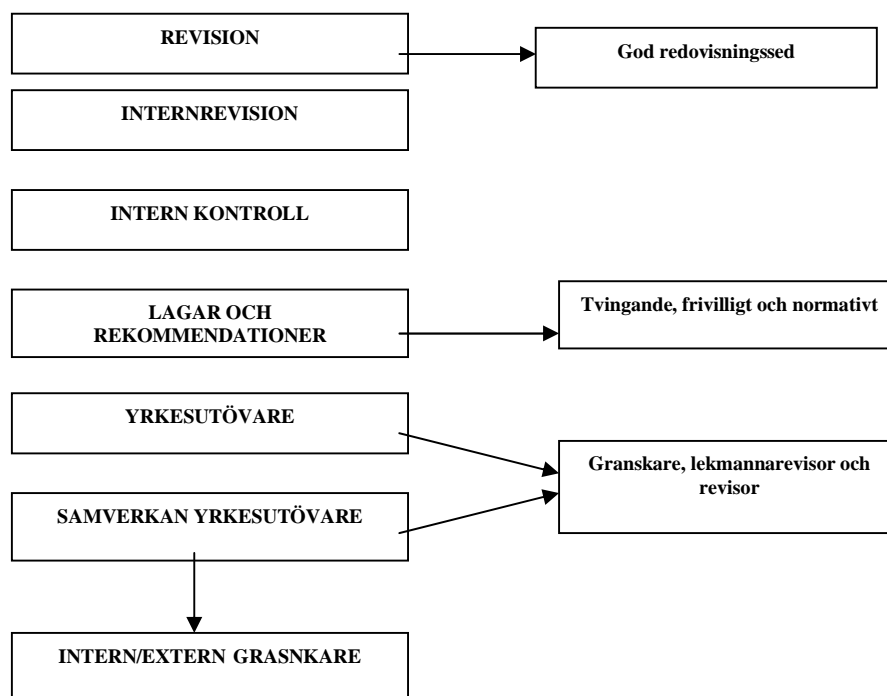 REVISION
God redovisningssed
INTERNREVISION
INTERN KONTROLL
LAGAR OCH
REKOMMENDATIONER
Tvingande, frivilligt och normativt
YRKESUTÖVARE
Granskare, lekmannarevisor och
revisor
SAMVERKAN YRKESUTÖVARE
INTERN/EXTERN GRASNKARE